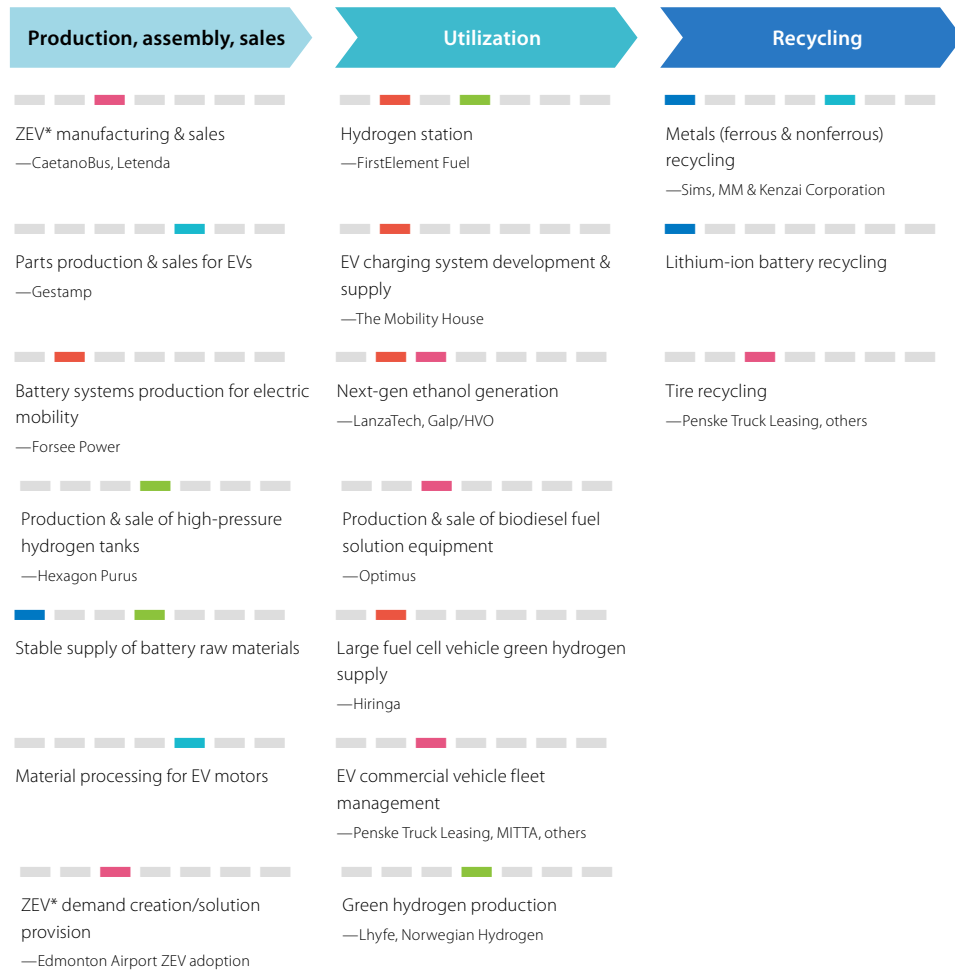 Production, assembly, sales
ZEV* manufacturing & sales
—CaetanoBus, Letenda
Parts production & sales for EVs
—Gestamp
Battery systems production for electric
mobility
—Forsee Power
Production & sale of high-pressure
hydrogen tanks
—Hexagon Purus
Stable supply of battery raw materials
Material processing for EV motors
ZEV* demand creation/solution
provision
—Edmonton Airport ZEV adoption
Utilization
Hydrogen station
—FirstElement Fuel
EV charging system development &
supply
—The Mobility House
Next-gen ethanol generation
—LanzaTech, Galp/HVO
Production & sale of biodiesel fuel
solution equipment
—Optimus
Large fuel cell vehicle green hydrogen
supply
—Hiringa
EV commercial vehicle fleet
management
—Penske Truck Leasing, MITTA, others
Green hydrogen production
—Lhyfe, Norwegian Hydrogen
Recycling
Metals (ferrous & nonferrous)
recycling
—Sims, MM & Kenzai Corporation
Lithium-ion battery recycling
Tire recycling
—Penske Truck Leasing, others